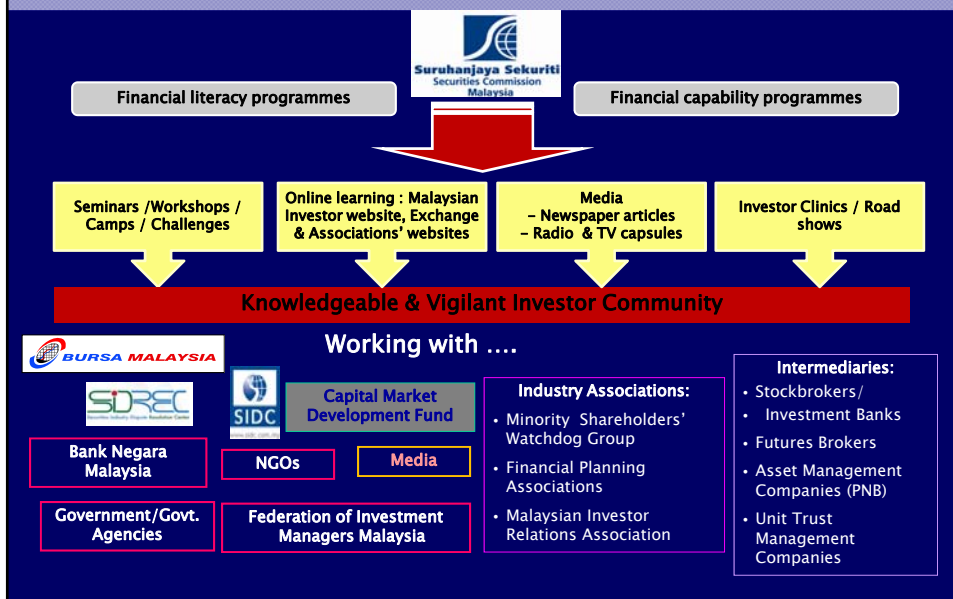 Suruhanjaya Sekuriti
Securities Commission
Malaysia
Financial literacy programmes
Financial capability programmes
Seminars /Workshops /
Camps / Challenges
Online learning : Malaysian
Investor website, Exchange
& Associations' websites
Media
– Newspaper articles
– Radio & TV capsules
Investor Clinics / Road
shows
Knowledgeable & Vigilant Investor Community
Working with ....
BURSA MALAYSIA
SIDREC
Securities Industry Dispute Resolution Center
SIDC
www.sidc.com.my
Capital Market
Development Fund
Bank Negara
Malaysia
NGOs
Media
Government/Govt.
Agencies
Federation of Investment
Managers Malaysia
Industry Associations:
• Minority Shareholders'
Watchdog Group
• Financial Planning
Associations
• Malaysian Investor
Relations Association
Intermediaries:
• Stockbrokers/
• Investment Banks
• Futures Brokers
• Asset Management
Companies (PNB)
• Unit Trust
Management
Companies